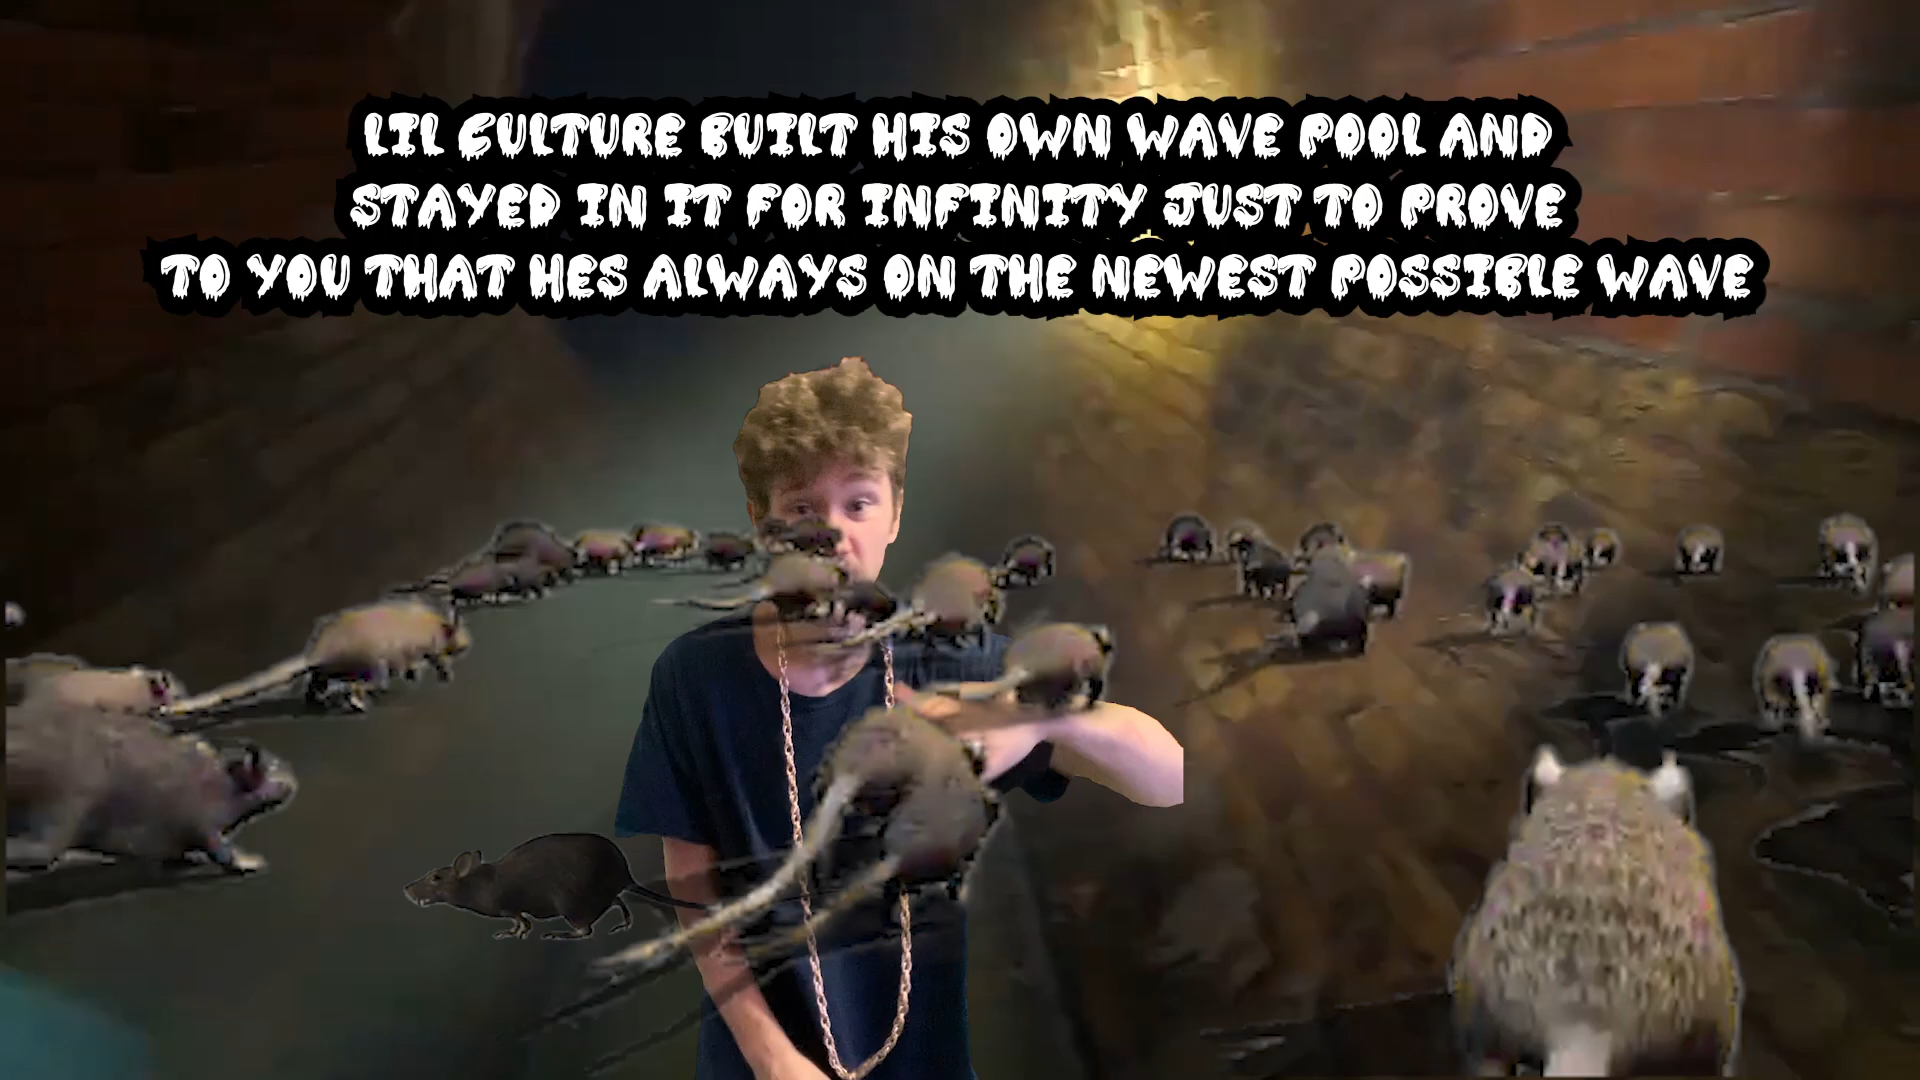 LIL CULTURE BUILT HIS OWN WAVE POOL AND
STAYED IN IT FOR INFINITY JUST TO PROVE
TO YOU THAT HES ALWAYS ON THE NEWEST POSSIBLE WAVE